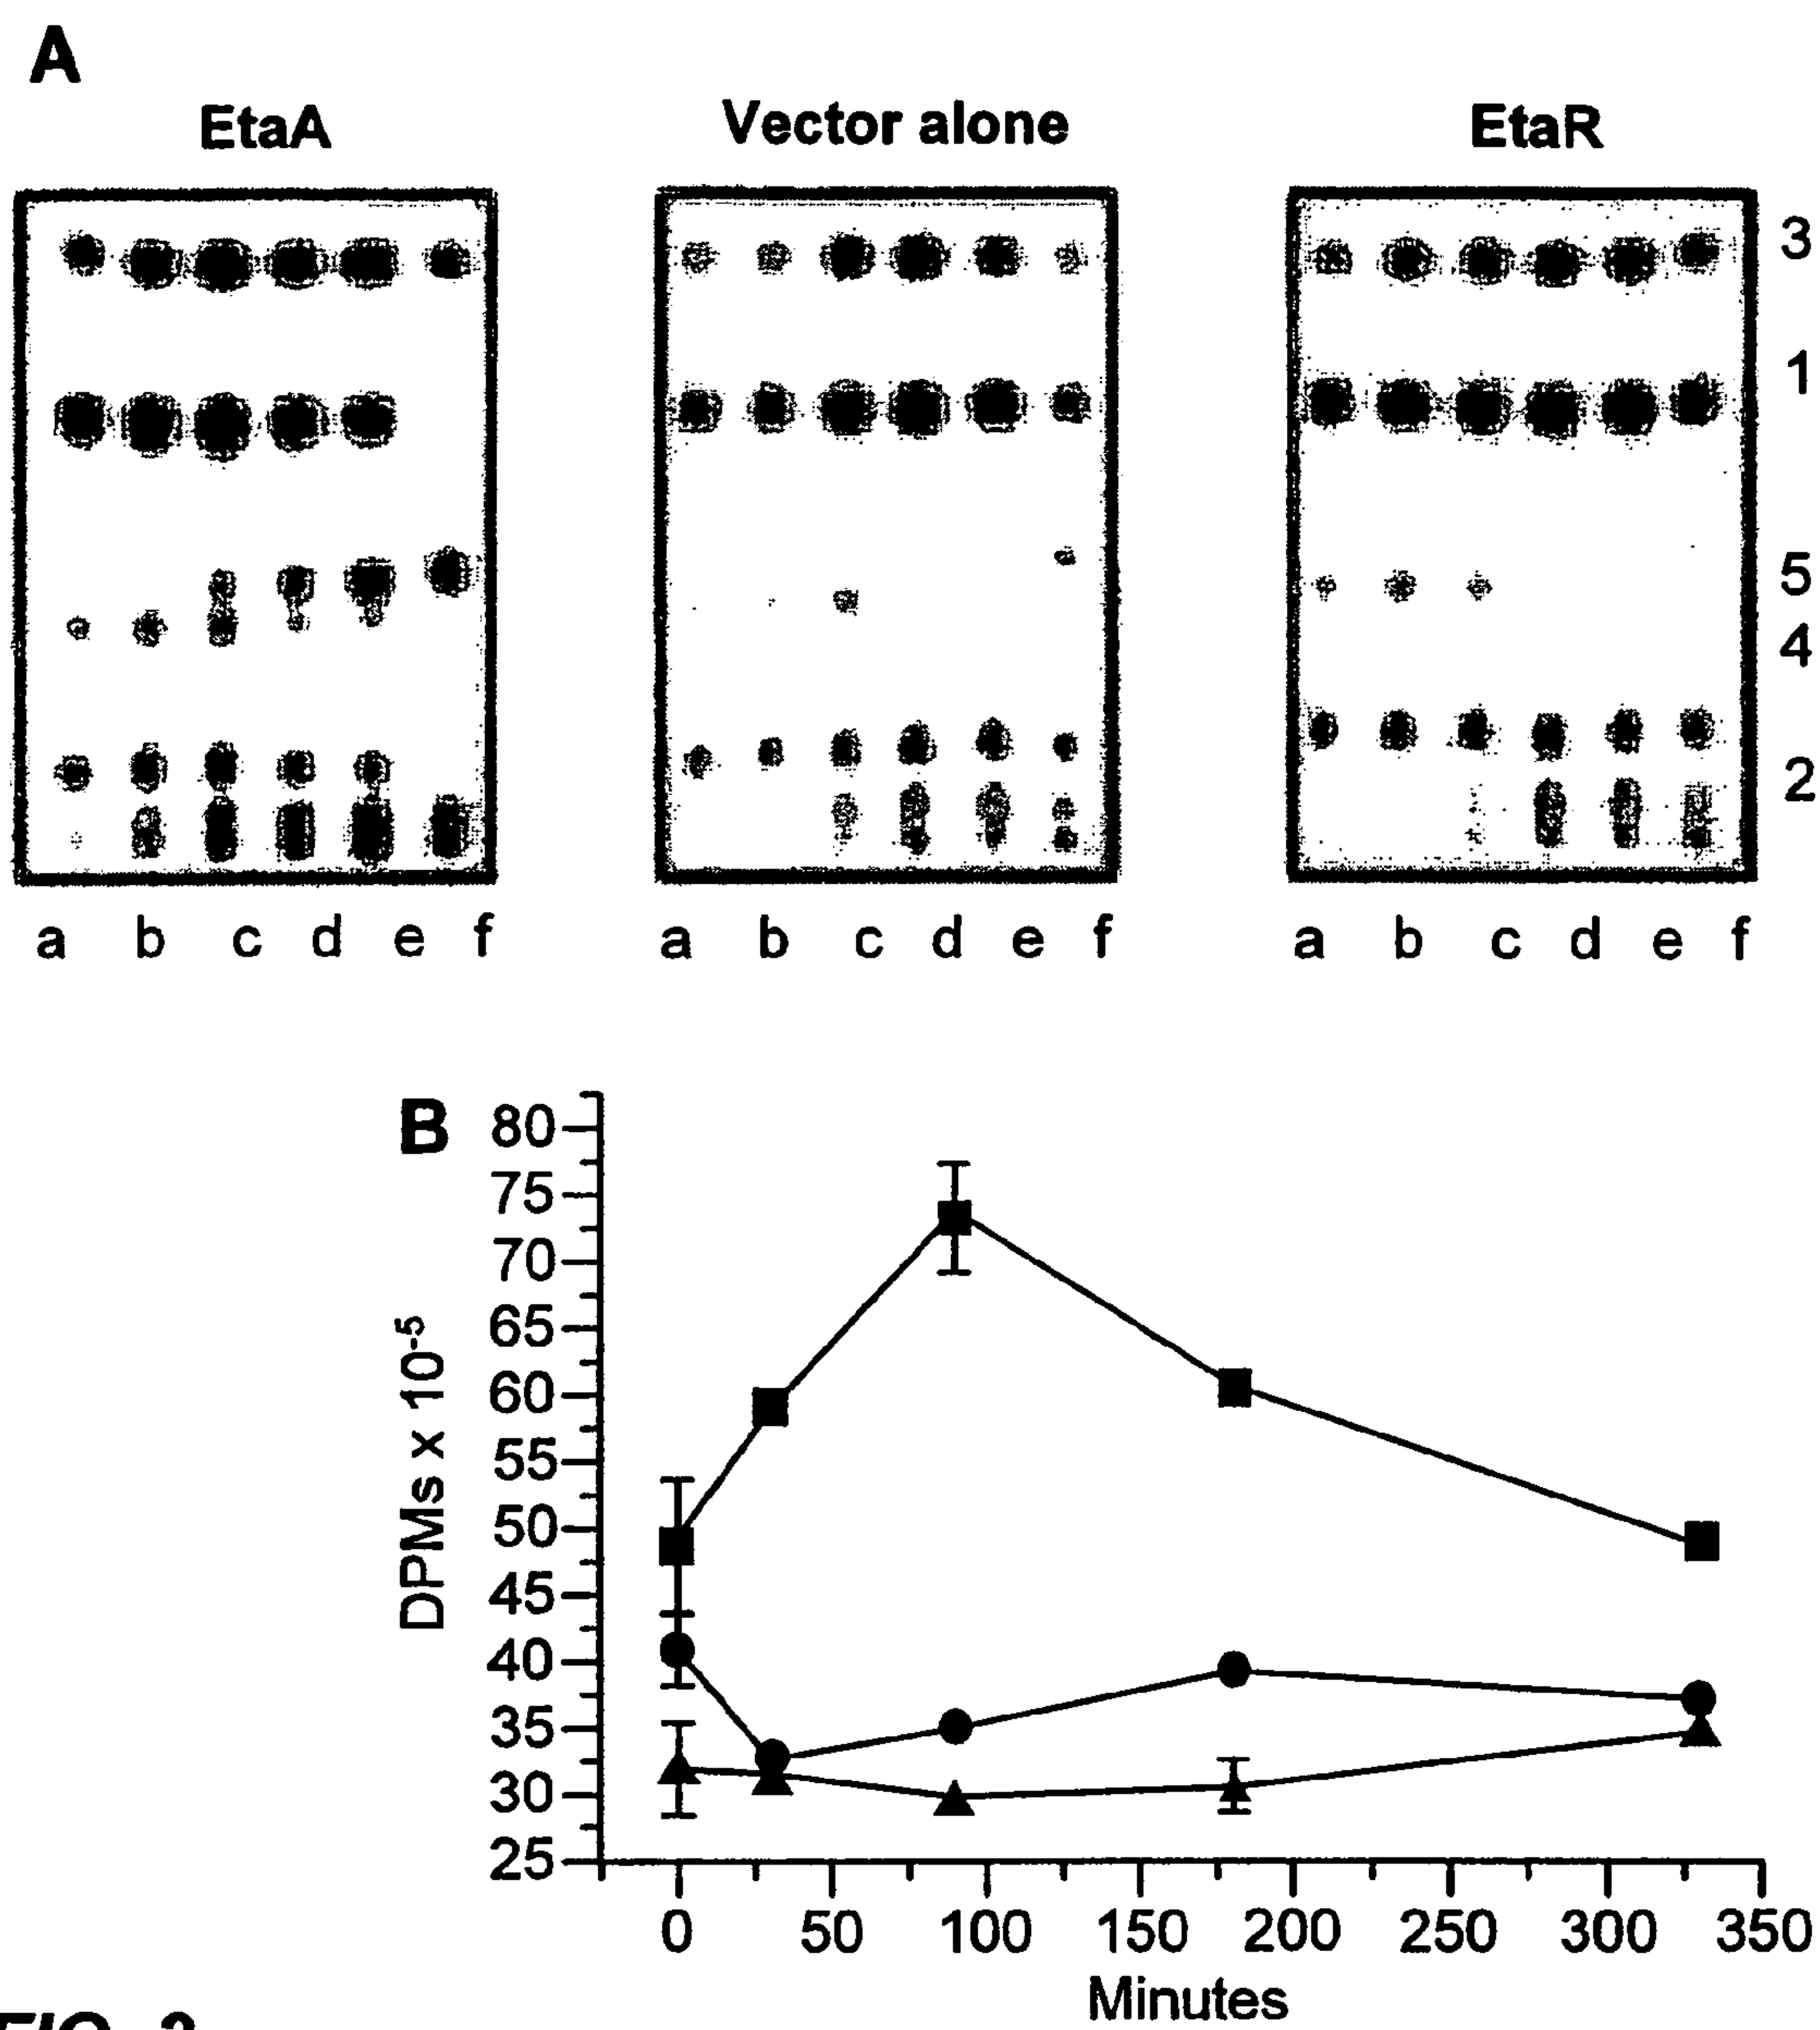 A
EtaA Vector alone EtaR
3
1
5
4
2
a b c d e f a b c d e f a b c d e f
B
80
75
70
65
60
55
50
45
40
35
30
25
DPMs x 10-5
0 50 100 150 200 250 300 350
Minutes